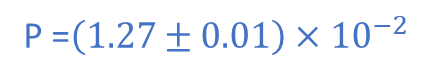 P =(1.27 ± 0.01) × 10⁻²